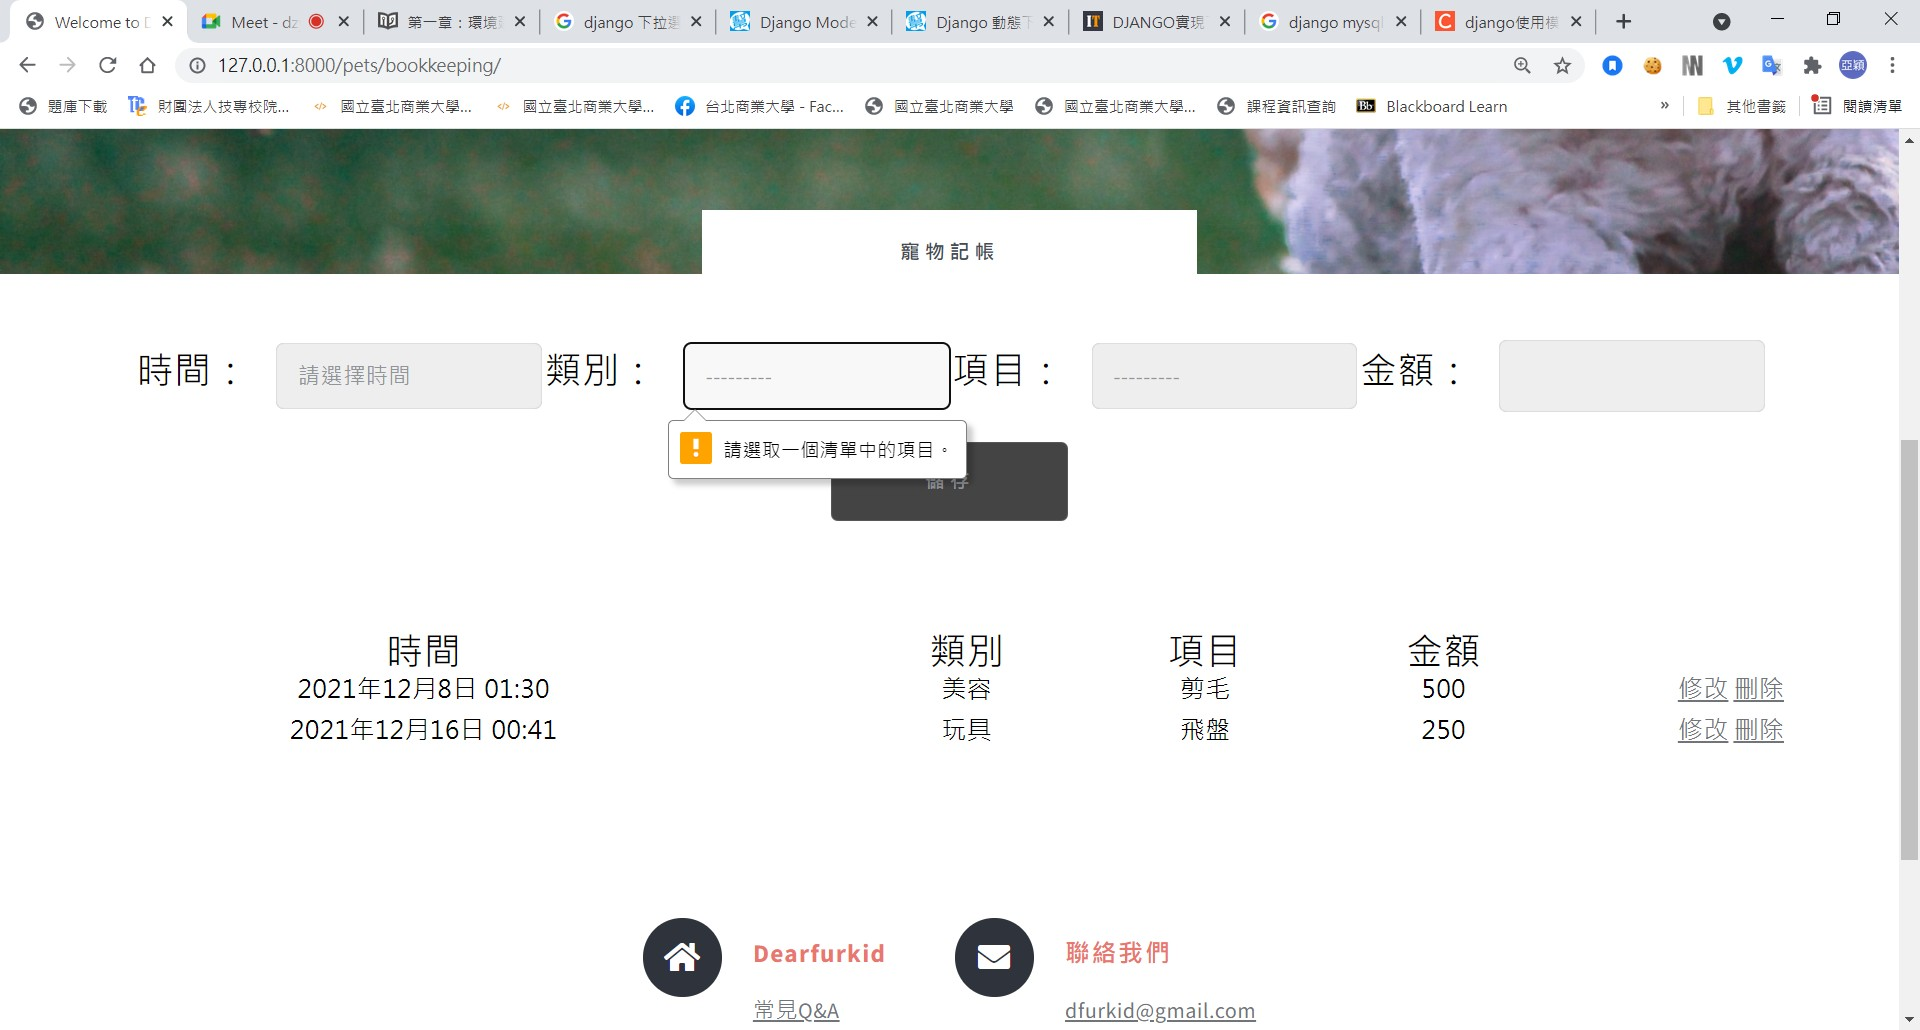 Welcome to D
Meet - dz
第一章：環境
django 下拉選
Django Mode
Django 動態下
DJANGO實現
django mysq
django使用模
127.0.0.1:8000/pets/bookkeeping/
亞穎
題庫下載
財團法人技專校院...
國立臺北商業大學...
國立臺北商業大學...
台北商業大學 - Fac...
國立臺北商業大學
國立臺北商業大學...
課程資訊查詢
Bb Blackboard Learn
»
其他書籤
閱讀清單
寵物記帳
時間：
請選擇時間
類別：
---------
項目：
---------
金額：
請選取一個清單中的項目。
儲存
時間 類別 項目 金額
2021年12月8日 01:30 美容 剪毛 500 修改 刪除
2021年12月16日 00:41 玩具 飛盤 250 修改 刪除
Dearfurkid
常見Q&A
聯絡我們
dfurkid@gmail.com